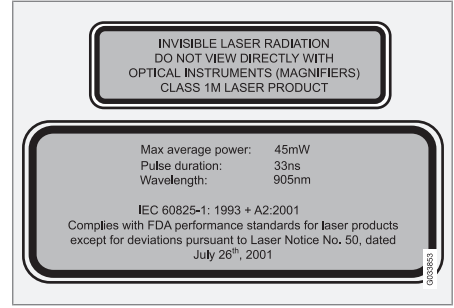 INVISIBLE LASER RADIATION
DO NOT VIEW DIRECTLY WITH
OPTICAL INSTRUMENTS (MAGNIFIERS)
CLASS 1M LASER PRODUCT
Max average power: 45mW
Pulse duration: 33ns
Wavelength: 905nm
IEC 60825-1: 1993 + A2:2001
Complies with FDA performance standards for laser products
except for deviations pursuant to Laser Notice No. 50, dated
July 26th, 2001
G033853